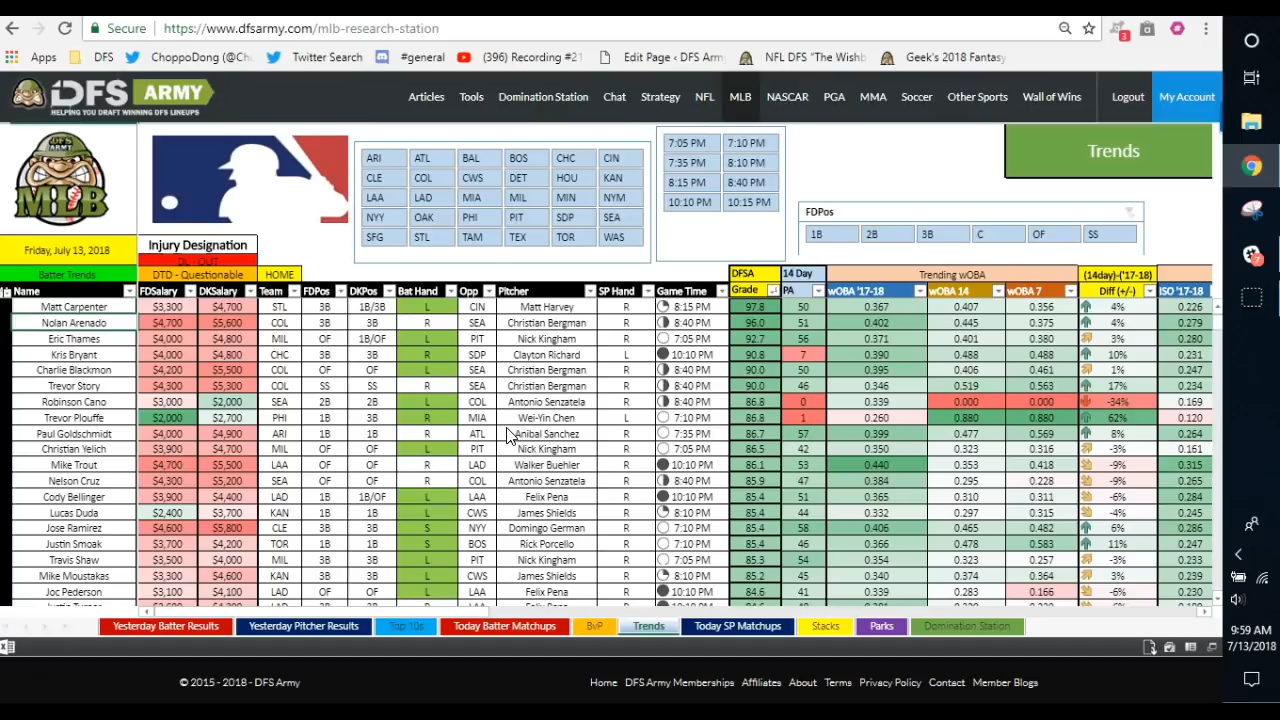 Secure https://www.dfsarmy.com/mlb-research-station 3
Apps DFS ChoppoDong (@Ch Twitter Search #general (396) Recording #21 Edit Page ‹ DFS Arm NFL DFS "The Wishb Geek's 2018 Fantasy
DFS ARMY
HELPING YOU DRAFT WINNING DFS LINEUPS
Articles Tools Domination Station Chat Strategy NFL MLB NASCAR PGA MMA Soccer Other Sports Wall of Wins Logout My Account
MLB
ARI ATL BAL BOS CHC CIN
CLE COL CWS DET HOU KAN
LAA LAD MIA MIL MIN NYM
NYY OAK PHI PIT SDP SEA
SFG STL TAM TEX TOR WAS
7:05 PM 7:10 PM
7:35 PM 8:10 PM
8:15 PM 8:40 PM
10:10 PM 10:15 PM
Trends
FDPos
1B 2B 3B C OF SS
Friday, July 13, 2018 Injury Designation
DL - OUT
Batter Trends DTD - Questionable HOME DFSA 14 Day Trending wOBA (14day)-('17-18)
Name FDSalary DKSalary Team FDPos DKPos Bat Hand Opp Pitcher SP Hand Game Time Grade PA wOBA '17-18 wOBA 14 wOBA 7 Diff (+/-) ISO '17-18
Matt Carpenter $3,300 $4,700 STL 3B 1B/3B L CIN Matt Harvey R 8:15 PM 97.8 50 0.367 0.407 0.356 4% 0.226
Nolan Arenado $4,700 $5,600 COL 3B 3B R SEA Christian Bergman R 8:40 PM 96.0 51 0.402 0.445 0.375 4% 0.279
Eric Thames $4,000 $4,800 MIL OF 1B/OF L PIT Nick Kingham R 7:05 PM 92.7 56 0.371 0.401 0.380 3% 0.280
Kris Bryant $4,000 $4,800 CHC 3B 3B R SDP Clayton Richard L 10:10 PM 90.8 7 0.390 0.488 0.488 10% 0.231
Charlie Blackmon $4,200 $5,000 COL OF OF L SEA Christian Bergman R 8:40 PM 90.0 50 0.395 0.406 0.461 1% 0.254
Trevor Story $4,300 $5,300 COL SS SS R SEA Christian Bergman R 8:40 PM 90.0 46 0.346 0.519 0.563 17% 0.234
Robinson Cano $3,000 $2,000 SEA 2B 2B L COL Antonio Senzatela R 8:40 PM 86.8 0 0.339 0.000 0.000 -34% 0.169
Trevor Plouffe $2,000 $2,700 PHI 1B 3B R MIA Wei-Yin Chen L 7:10 PM 86.8 1 0.260 0.880 0.880 62% 0.120
Paul Goldschmidt $4,000 $4,900 ARI 1B 1B R ATL Anibal Sanchez R 7:35 PM 86.7 57 0.399 0.477 0.569 8% 0.264
Christian Yelich $3,900 $4,700 MIL OF OF L PIT Nick Kingham R 7:05 PM 86.5 42 0.350 0.323 0.316 -3% 0.161
Mike Trout $4,700 $5,500 LAA OF OF R LAD Walker Buehler R 10:10 PM 86.1 53 0.440 0.353 0.418 -9% 0.315
Nelson Cruz $4,300 $5,200 SEA OF OF R COL Antonio Senzatela R 8:40 PM 85.9 47 0.384 0.295 0.228 -9% 0.265
Cody Bellinger $3,900 $4,400 LAD 1B 1B/OF L LAA Felix Pena R 10:10 PM 85.4 51 0.365 0.310 0.311 -6% 0.284
Lucas Duda $2,400 $3,700 KAN 1B 1B L CWS James Shields R 8:10 PM 85.4 44 0.332 0.297 0.315 -4% 0.245
Jose Ramirez $4,600 $5,800 CLE 3B 3B S NYY Domingo German R 7:10 PM 85.4 58 0.406 0.465 0.482 6% 0.286
Justin Smoak $3,700 $4,200 TOR 1B 1B S BOS Rick Porcello R 7:10 PM 85.4 46 0.366 0.478 0.583 11% 0.247
Travis Shaw $3,500 $4,000 MIL 3B 3B L PIT Nick Kingham R 7:05 PM 85.3 54 0.354 0.323 0.257 -3% 0.233
Mike Moustakas $3,300 $4,600 KAN 3B 3B L CWS James Shields R 8:10 PM 85.2 45 0.340 0.374 0.364 3% 0.239
Joc Pederson $3,100 $4,100 LAD OF OF L LAA Felix Pena R 10:10 PM 84.6 41 0.339 0.283 0.166 -6% 0.230
Yesterday Batter Results Yesterday Pitcher Results Top 10s Today Batter Matchups BvP Trends Today SP Matchups Stacks Parks Domination Station
© 2015 - 2018 - DFS Army Home DFS Army Memberships Affiliates About Terms Privacy Policy Contact Member Blogs
9:59 AM
7/13/2018